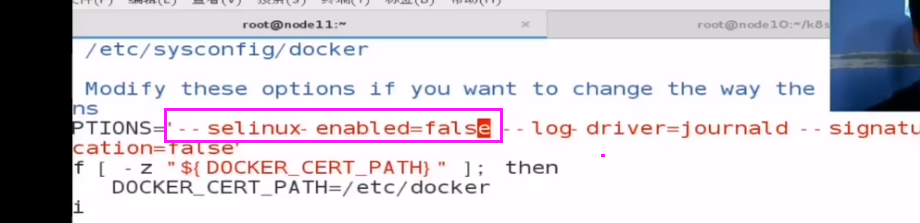 root@node11:~ × root@node10:~/k8s
/etc/sysconfig/docker
Modify these options if you want to change the way the
ns
PTIONS='--selinux-enabled=false --log-driver=journald --signatu
cation=false'
f [ -z "${DOCKER_CERT_PATH}" ]; then
DOCKER_CERT_PATH=/etc/docker
i